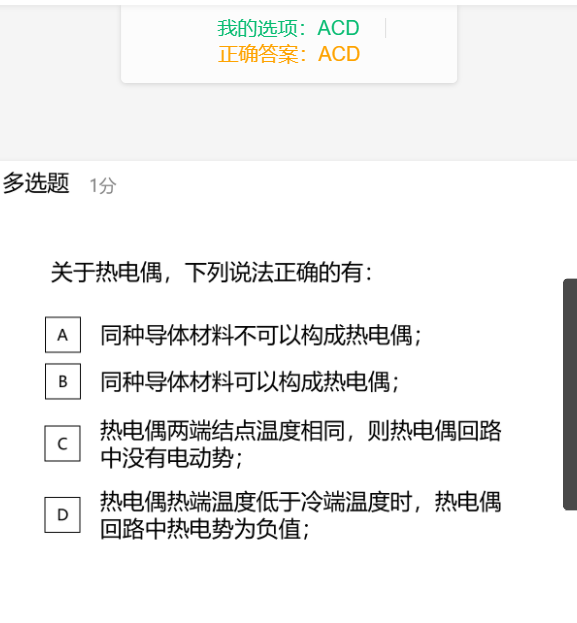 我的选项：ACD
正确答案：ACD
多选题 1分
关于热电偶，下列说法正确的有：
A 同种导体材料不可以构成热电偶；
B 同种导体材料可以构成热电偶；
C 热电偶两端结点温度相同，则热电偶回路
中没有电动势；
D 热电偶热端温度低于冷端温度时，热电偶
回路中热电势为负值；